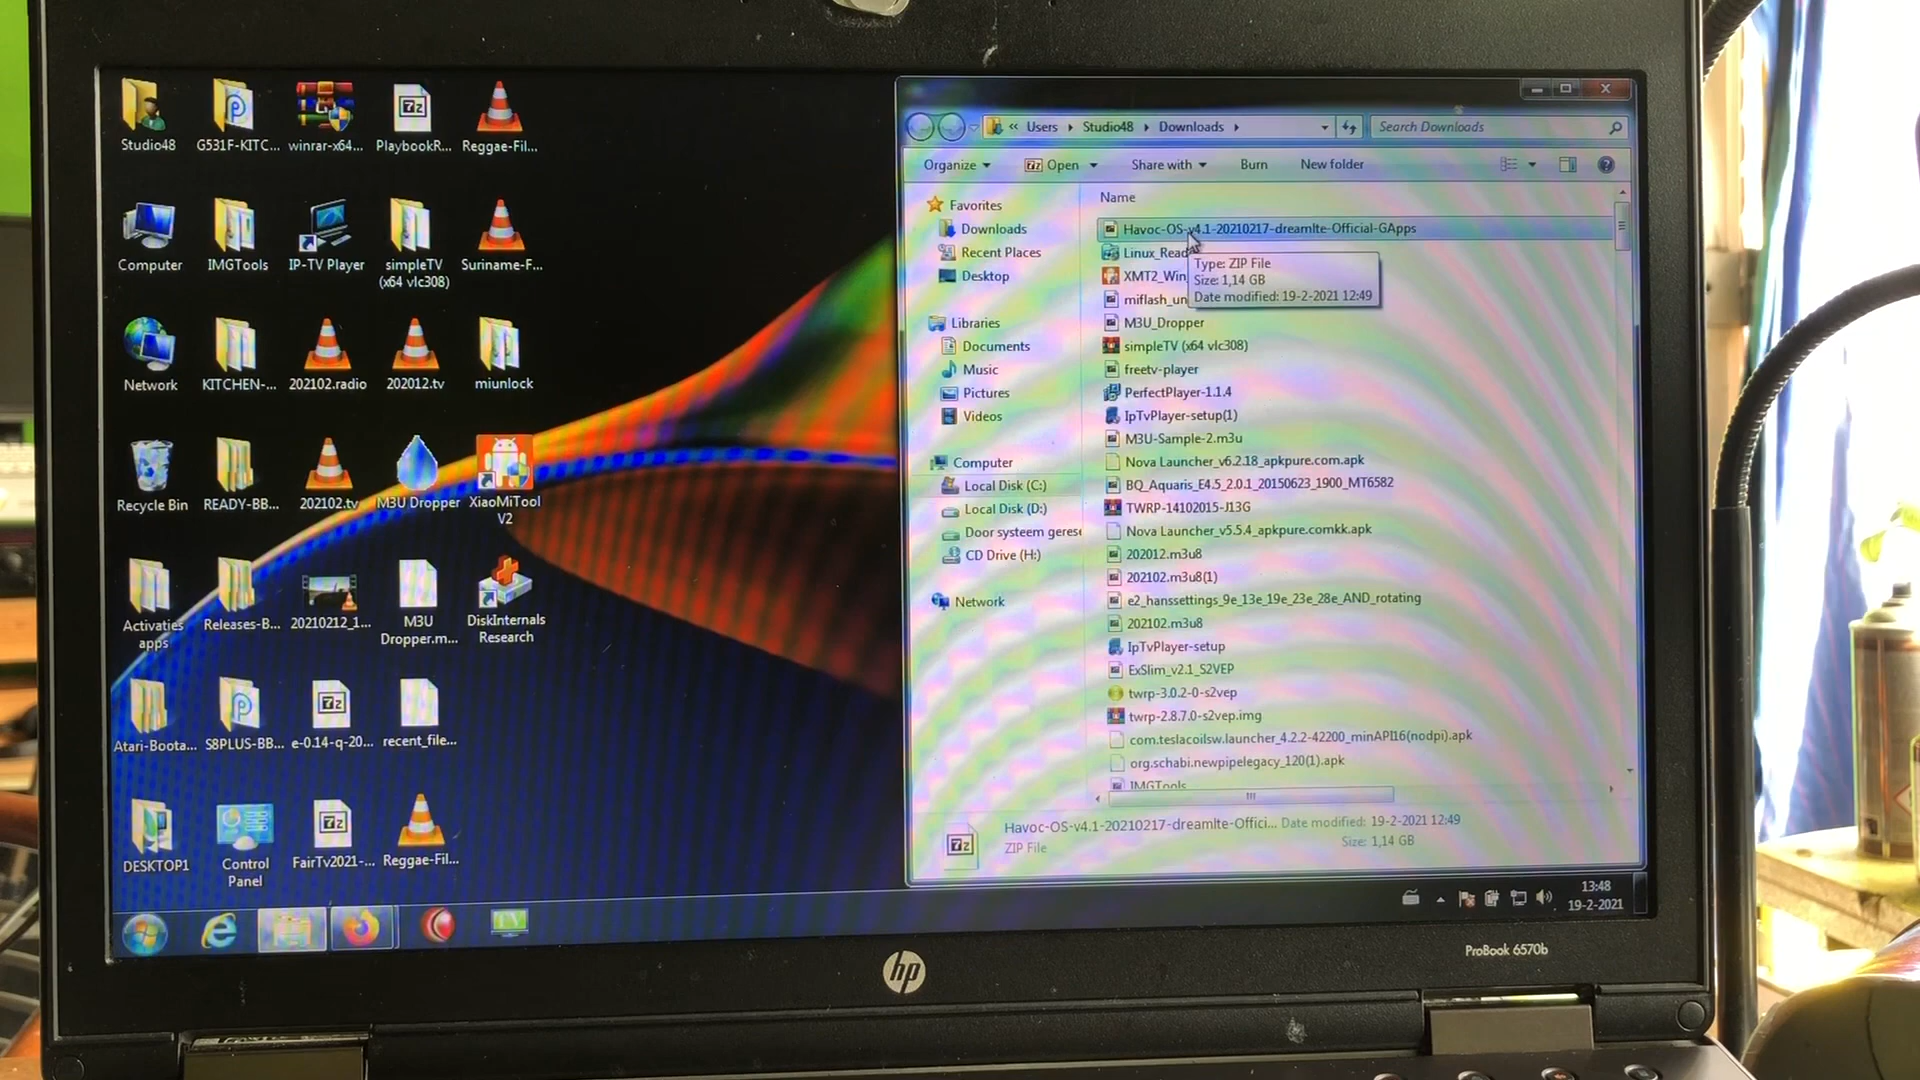 Studio48
G531F-KITC...
winrar-x64...
PlaybookR...
Reggae-Fil...
Computer
IMGTools
IP-TV Player
simpleTV
(x64 vlc308)
Suriname-F...
Network
KITCHEN-...
202102.radio
202012.tv
miunlock
Recycle Bin
READY-BB...
202102.tv
M3U Dropper
XiaoMiTool
V2
Activaties
apps
Releases-B...
20210212_1...
M3U
Dropper.m...
DiskInternals
Research
Atari-Boota...
S8PLUS-BB...
e-0.14-q-20...
recent_file...
DESKTOP1
Control
Panel
FairTv2021-...
Reggae-Fil...
TV
« Users Studio48 Downloads
Search Downloads
Organize
Open
Share with
Burn
New folder
Favorites
Downloads
Recent Places
Desktop
Libraries
Documents
Music
Pictures
Videos
Computer
Local Disk (C:)
Local Disk (D:)
Door systeem gerese
CD Drive (H:)
Network
Name
Havoc-OS-v4.1-20210217-dreamlte-Official-GApps
Linux_Read
XMT2_Win
miflash_un
Type: ZIP File
Size: 1,14 GB
Date modified: 19-2-2021 12:49
M3U_Dropper
simpleTV (x64 vlc308)
freetv-player
PerfectPlayer-1.1.4
IpTvPlayer-setup(1)
M3U-Sample-2.m3u
Nova Launcher_v6.2.18_apkpure.com.apk
BQ_Aquaris_E4.5_2.0.1_20150623_1900_MT6582
TWRP-14102015-J13G
Nova Launcher_v5.5.4_apkpure.comkk.apk
202012.m3u8
202102.m3u8(1)
e2_hanssettings_9e_13e_19e_23e_28e_AND_rotating
202102.m3u8
IpTvPlayer-setup
ExSlim_v2.1_S2VEP
twrp-3.0.2-0-s2vep
twrp-2.8.7.0-s2vep.img
com.teslacoilsw.launcher_4.2.2-42200_minAPI16(nodpi).apk
org.schabi.newpipelegacy_120(1).apk
IMGTools
Havoc-OS-v4.1-20210217-dreamlte-Offici... Date modified: 19-2-2021 12:49
ZIP File
Size: 1,14 GB
13:48
19-2-2021
ProBook 6570b
hp